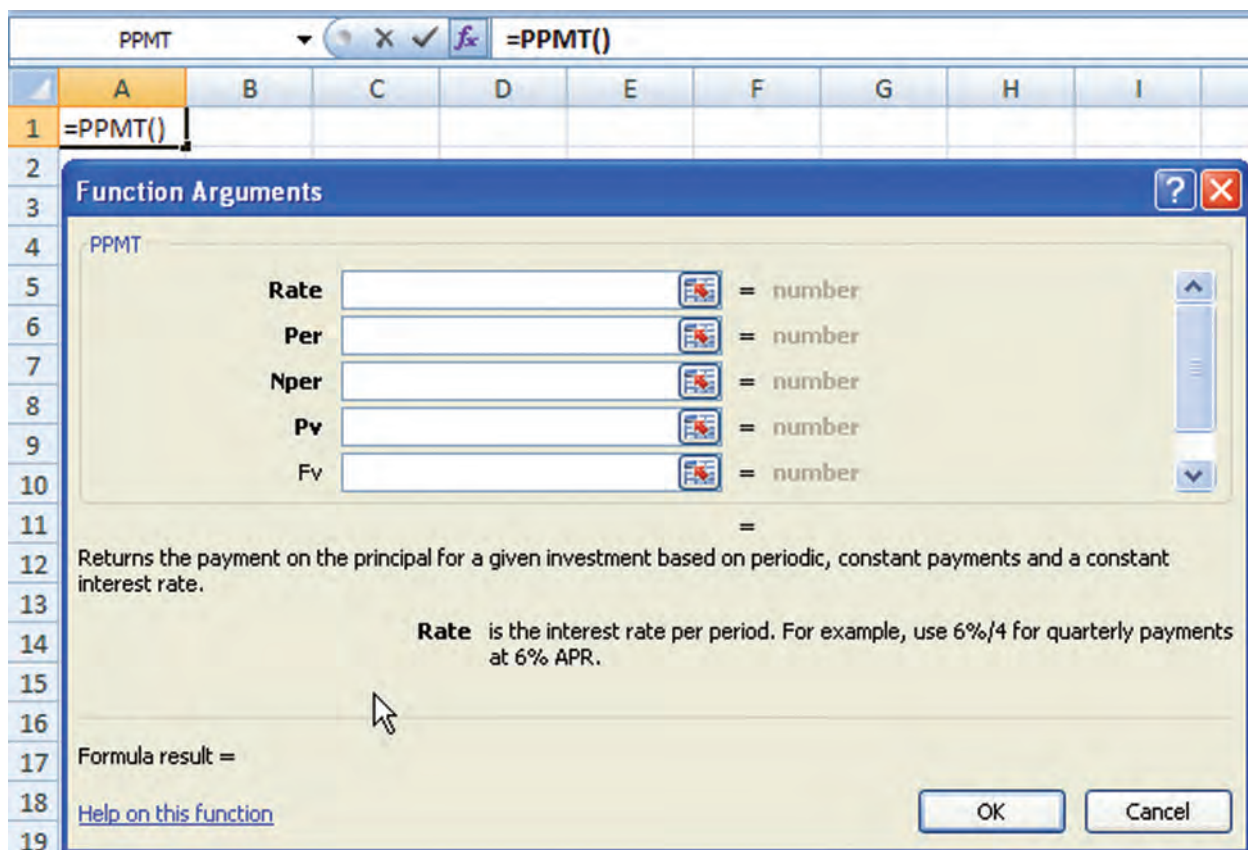 PPMT fx =PPMT()
A B C D E F G H I
1 =PPMT()
2
3 Function Arguments ?
4 PPMT
5 Rate = number
6 Per = number
7 Nper = number
8 Pv = number
9
10 Fv = number
11 =
12 Returns the payment on the principal for a given investment based on periodic, constant payments and a constant
13 interest rate.
14 Rate is the interest rate per period. For example, use 6%/4 for quarterly payments
15 at 6% APR.
16
17 Formula result =
18 Help on this function OK Cancel
19